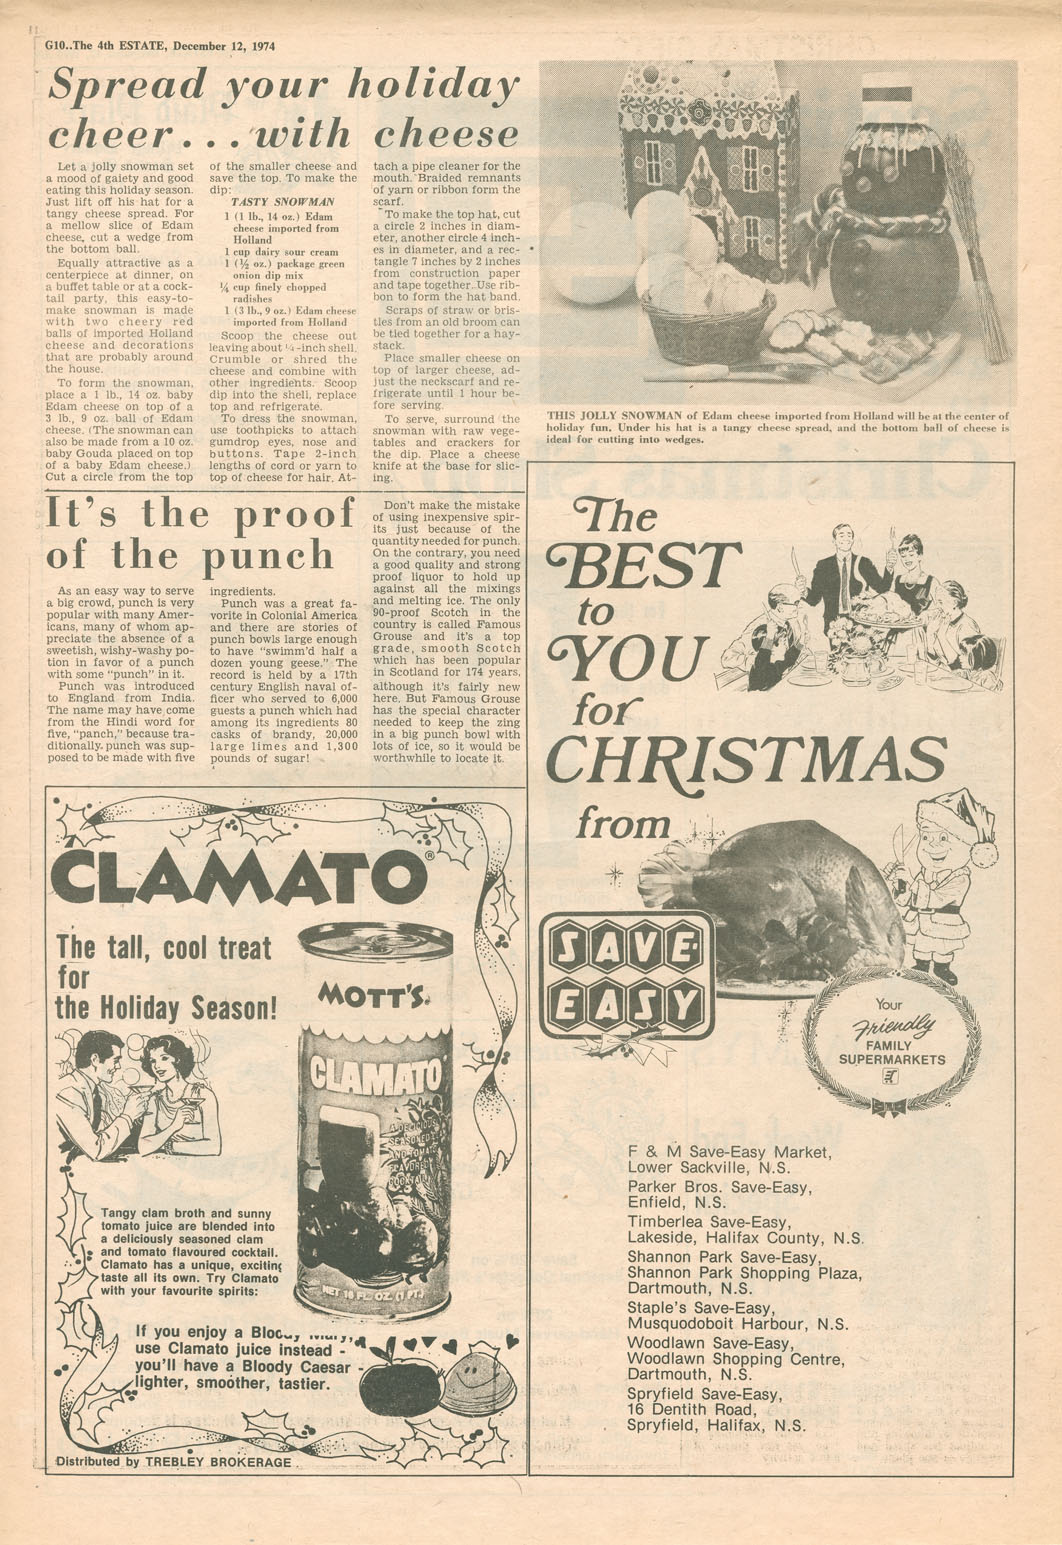 G10..The 4th ESTATE, December 12, 1974
Spread your holiday
cheer . . . with cheese
Let a jolly snowman set
a mood of gaiety and good
eating this holiday season.
Just lift off his hat for a
tangy cheese spread. For
a mellow slice of Edam
cheese, cut a wedge from
the bottom ball.
Equally attractive as a
centerpiece at dinner, on
a buffet table or at a cock-
tail party, this easy-to-
make snowman is made
with two cheery red
balls of imported Holland
cheese and decorations
that are probably around
the house.
To form the snowman,
place a 1 lb., 14 oz. baby
Edam cheese on top of a
3 lb., 9 oz. ball of Edam
cheese. (The snowman can
also be made from a 10 oz.
baby Gouda placed on top
of a baby Edam cheese.)
Cut a circle from the top
of the smaller cheese and
save the top. To make the
dip:
TASTY SNOWMAN
1 (1 lb., 14 oz.) Edam
cheese imported from
Holland
1 cup dairy sour cream
1 (½ oz.) package green
onion dip mix
¼ cup finely chopped
radishes
1 (3 lb., 9 oz.) Edam cheese
imported from Holland
Scoop the cheese out
leaving about ¼-inch shell.
Crumble or shred the
cheese and combine with
other ingredients. Scoop
dip into the shell, replace
top and refrigerate.
To dress the snowman,
use toothpicks to attach
gumdrop eyes, nose and
buttons. Tape 2-inch
lengths of cord or yarn to
top of cheese for hair. At-
tach a pipe cleaner for the
mouth. Braided remnants
of yarn or ribbon form the
scarf.
To make the top hat, cut
a circle 2 inches in diam-
eter, another circle 4 inch-
es in diameter, and a rec-
tangle 7 inches by 2 inches
from construction paper
and tape together. Use rib-
bon to form the hat band.
Scraps of straw or bris-
tles from an old broom can
be tied together for a hay-
stack.
Place smaller cheese on
top of larger cheese, ad-
just the neckscarf and re-
frigerate until 1 hour be-
fore serving.
To serve, surround the
snowman with raw vege-
tables and crackers for
the dip. Place a cheese
knife at the base for slic-
ing.
THIS JOLLY SNOWMAN of Edam cheese imported from Holland will be at the center of
holiday fun. Under his hat is a tangy cheese spread, and the bottom ball of cheese is
ideal for cutting into wedges.
It's the proof
of the punch
As an easy way to serve
a big crowd, punch is very
popular with many Amer-
icans, many of whom ap-
preciate the absence of a
sweetish, wishy-washy po-
tion in favor of a punch
with some "punch" in it.
Punch was introduced
to England from India.
The name may have come
from the Hindi word for
five, "panch," because tra-
ditionally. punch was sup-
posed to be made with five
ingredients.
Punch was a great fa-
vorite in Colonial America
and there are stories of
punch bowls large enough
to have "swimm'd half a
dozen young geese." The
record is held by a 17th
century English naval of-
ficer who served to 6,000
guests a punch which had
among its ingredients 80
casks of brandy, 20,000
large limes and 1,300
pounds of sugar!
Don't make the mistake
of using inexpensive spir-
its just because of the
quantity needed for punch.
On the contrary, you need
a good quality and strong
proof liquor to hold up
against all the mixings
and melting ice. The only
90-proof Scotch in the
country is called Famous
Grouse and it's a top
grade, smooth Scotch
which has been popular
in Scotland for 174 years,
although it's fairly new
here. But Famous Grouse
has the special character
needed to keep the zing
in a big punch bowl with
lots of ice, so it would be
worthwhile to locate it.
CLAMATO®
The tall, cool treat
for
the Holiday Season!
MOTT'S.
CLAMATO
A DELICIOUSLY
SEASONED CLAM
AND TOMATO
FLAVORED
COCKTAIL
NET 16 FL. OZ. (1 PT.)
Tangy clam broth and sunny
tomato juice are blended into
a deliciously seasoned clam
and tomato flavoured cocktail.
Clamato has a unique, exciting
taste all its own. Try Clamato
with your favourite spirits:
If you enjoy a Bloody Mary,
use Clamato juice instead -
you'll have a Bloody Caesar -
lighter, smoother, tastier.
Distributed by TREBLEY BROKERAGE
The
BEST
to
YOU
for
CHRISTMAS
from
SAVE
EASY
Your
Friendly
FAMILY
SUPERMARKETS
F & M Save-Easy Market,
Lower Sackville, N.S.
Parker Bros. Save-Easy,
Enfield, N.S.
Timberlea Save-Easy,
Lakeside, Halifax County, N.S.
Shannon Park Save-Easy,
Shannon Park Shopping Plaza,
Dartmouth, N.S.
Staple's Save-Easy,
Musquodoboit Harbour, N.S.
Woodlawn Save-Easy,
Woodlawn Shopping Centre,
Dartmouth, N.S.
Spryfield Save-Easy,
16 Dentith Road,
Spryfield, Halifax, N.S.